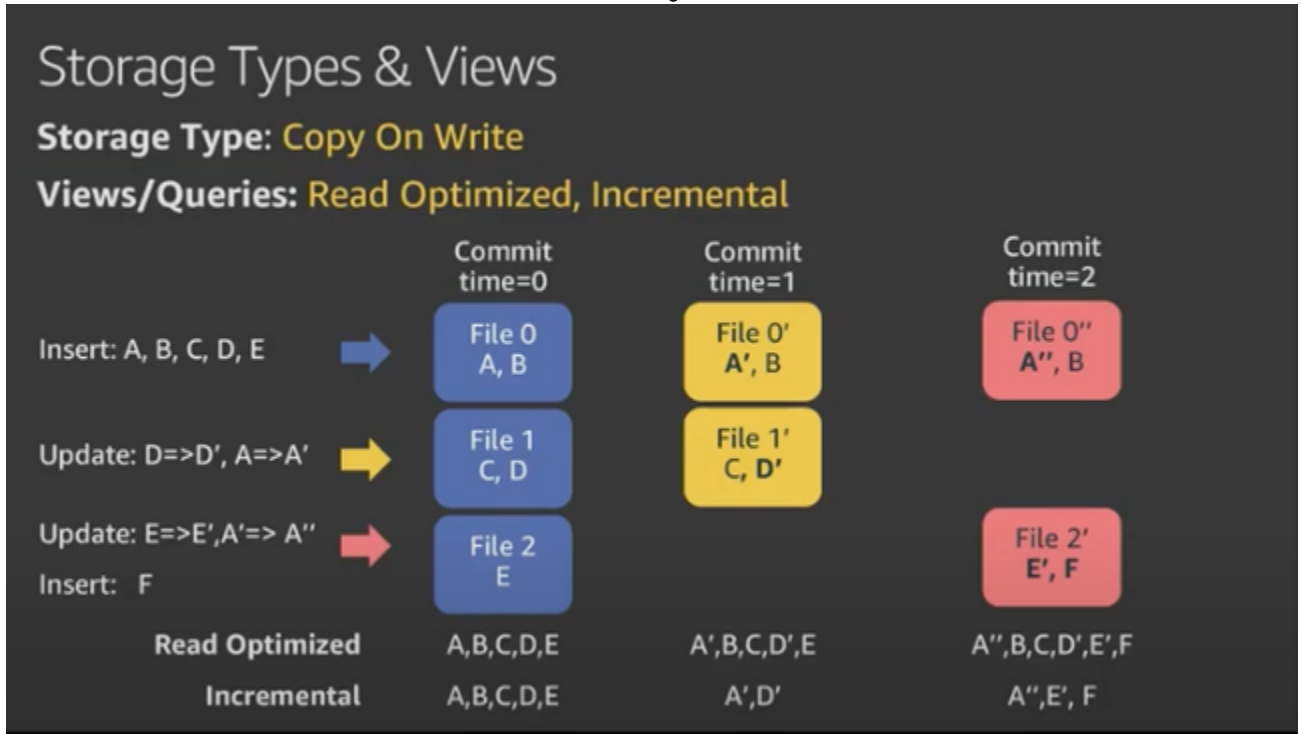 Storage Types & Views
Storage Type: Copy On Write
Views/Queries: Read Optimized, Incremental
Commit
time=0
Commit
time=1
Commit
time=2
Insert: A, B, C, D, E
File 0
A, B
File 0'
A', B
File 0''
A'', B
Update: D=>D', A=>A'
File 1
C, D
File 1'
C, D'
Update: E=>E',A'=> A''
Insert: F
File 2
E
File 2'
E', F
Read Optimized
A,B,C,D,E
A',B,C,D',E
A'',B,C,D',E',F
Incremental
A,B,C,D,E
A',D'
A'',E', F